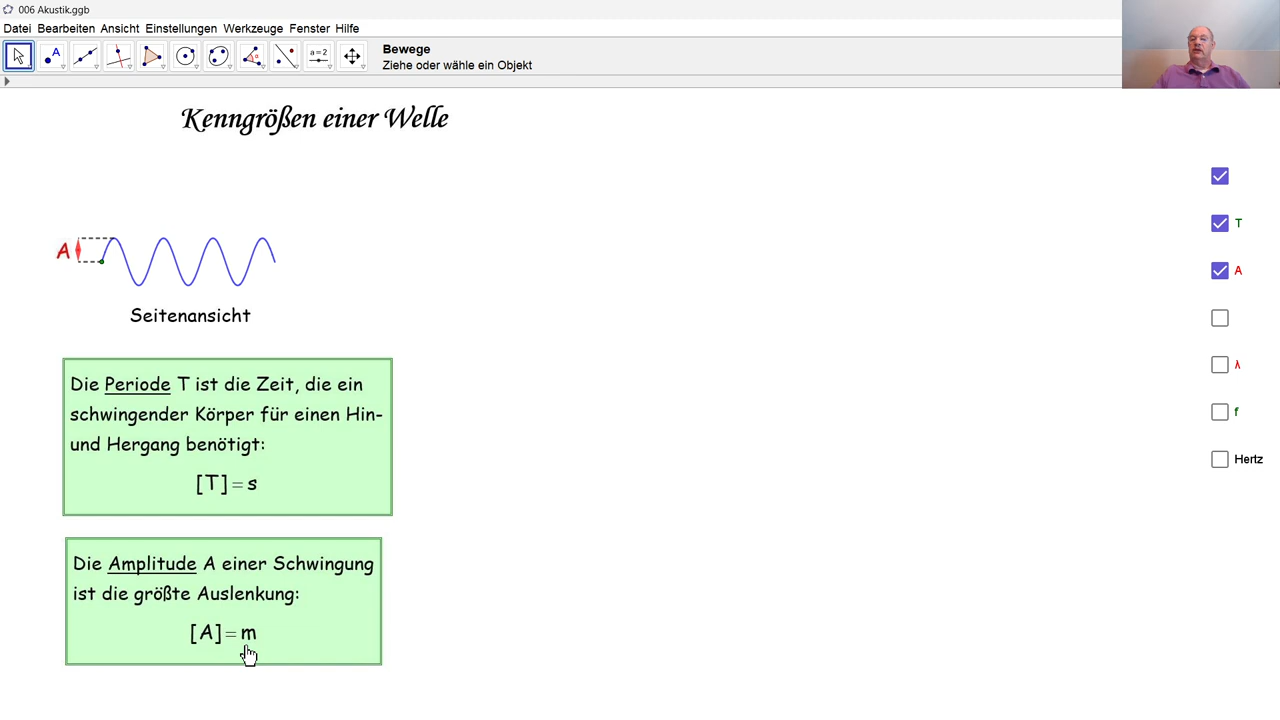 006 Akustik.ggb
Datei Bearbeiten Ansicht Einstellungen Werkzeuge Fenster Hilfe
A
a=2
Bewege
Ziehe oder wähle ein Objekt
Kenngrößen einer Welle
A
Seitenansicht
Die Periode T ist die Zeit, die ein
schwingender Körper für einen Hin-
und Hergang benötigt:
[T] = s
Die Amplitude A einer Schwingung
ist die größte Auslenkung:
[A] = m
T
A
λ
f
Hertz